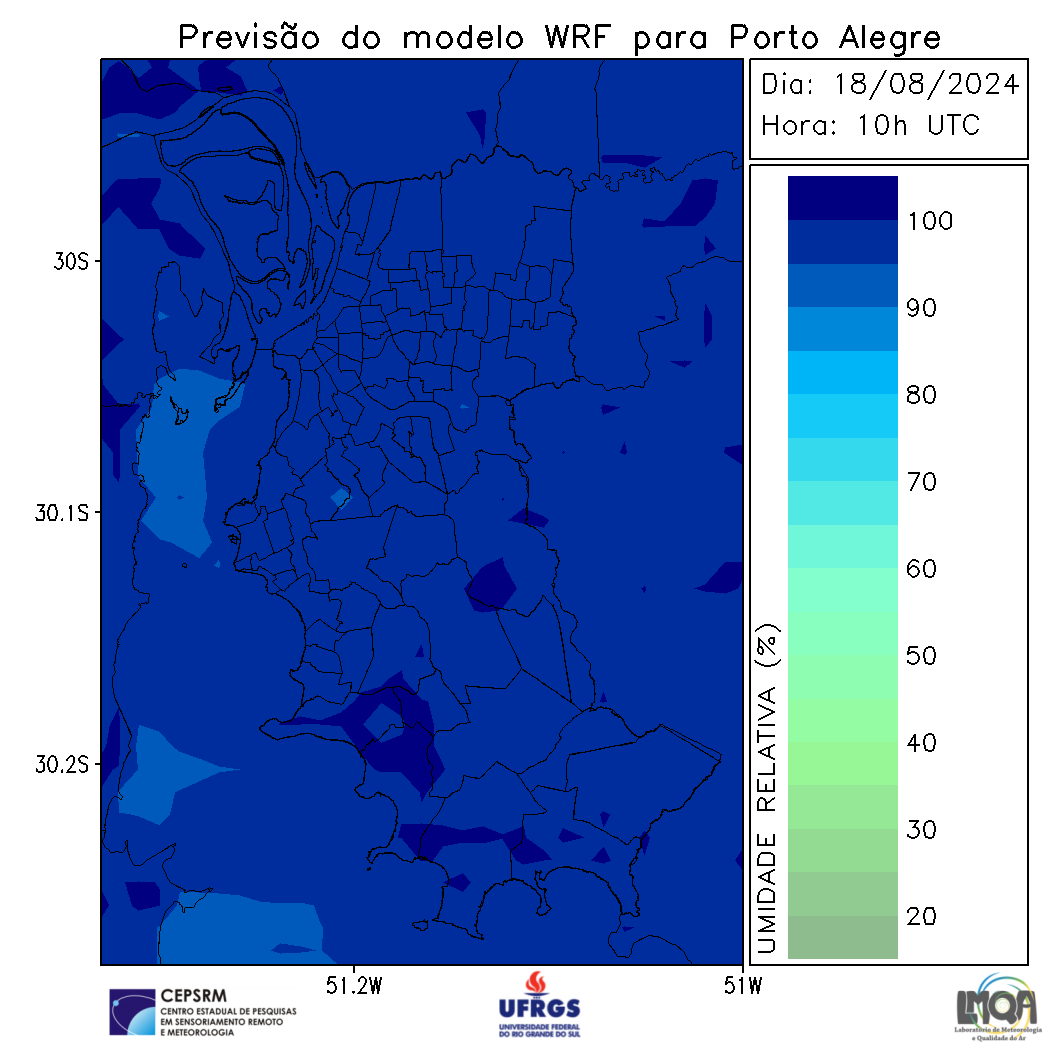 Previsão do modelo WRF para Porto Alegre
Dia: 18/08/2024
Hora: 10h UTC
100
90
80
70
60
50
40
30
20
UMIDADE RELATIVA (%)
30S
30.1S
30.2S
51.2W
51W
CEPSRM
CENTRO ESTADUAL DE PESQUISAS
EM SENSORIAMENTO REMOTO
E METEOROLOGIA
UFRGS
UNIVERSIDADE FEDERAL
DO RIO GRANDE DO SUL
LMQA
Laboratório de Meteorologia
e Qualidade do Ar